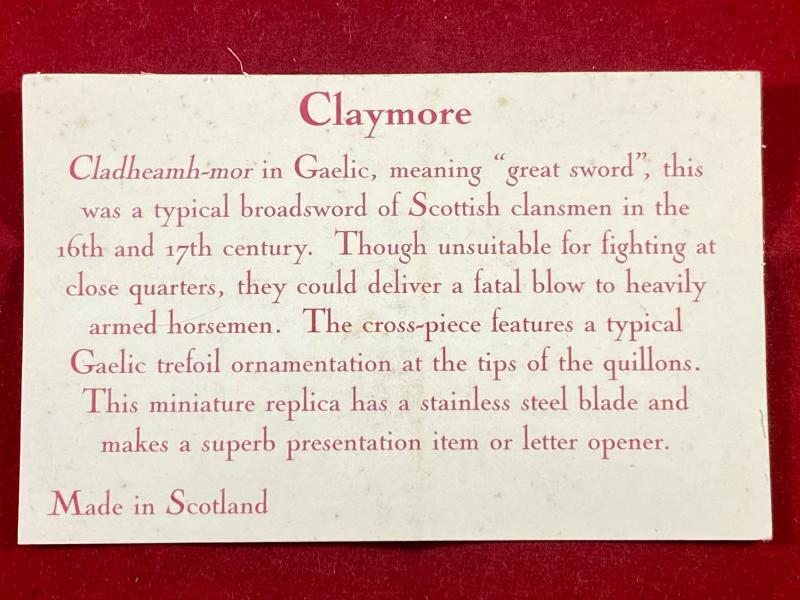 Claymore
Cladheamh-mor in Gaelic, meaning “great sword”, this
was a typical broadsword of Scottish clansmen in the
16th and 17th century. Though unsuitable for fighting at
close quarters, they could deliver a fatal blow to heavily
armed horsemen. The cross-piece features a typical
Gaelic trefoil ornamentation at the tips of the quillons.
This miniature replica has a stainless steel blade and
makes a superb presentation item or letter opener.
Made in Scotland